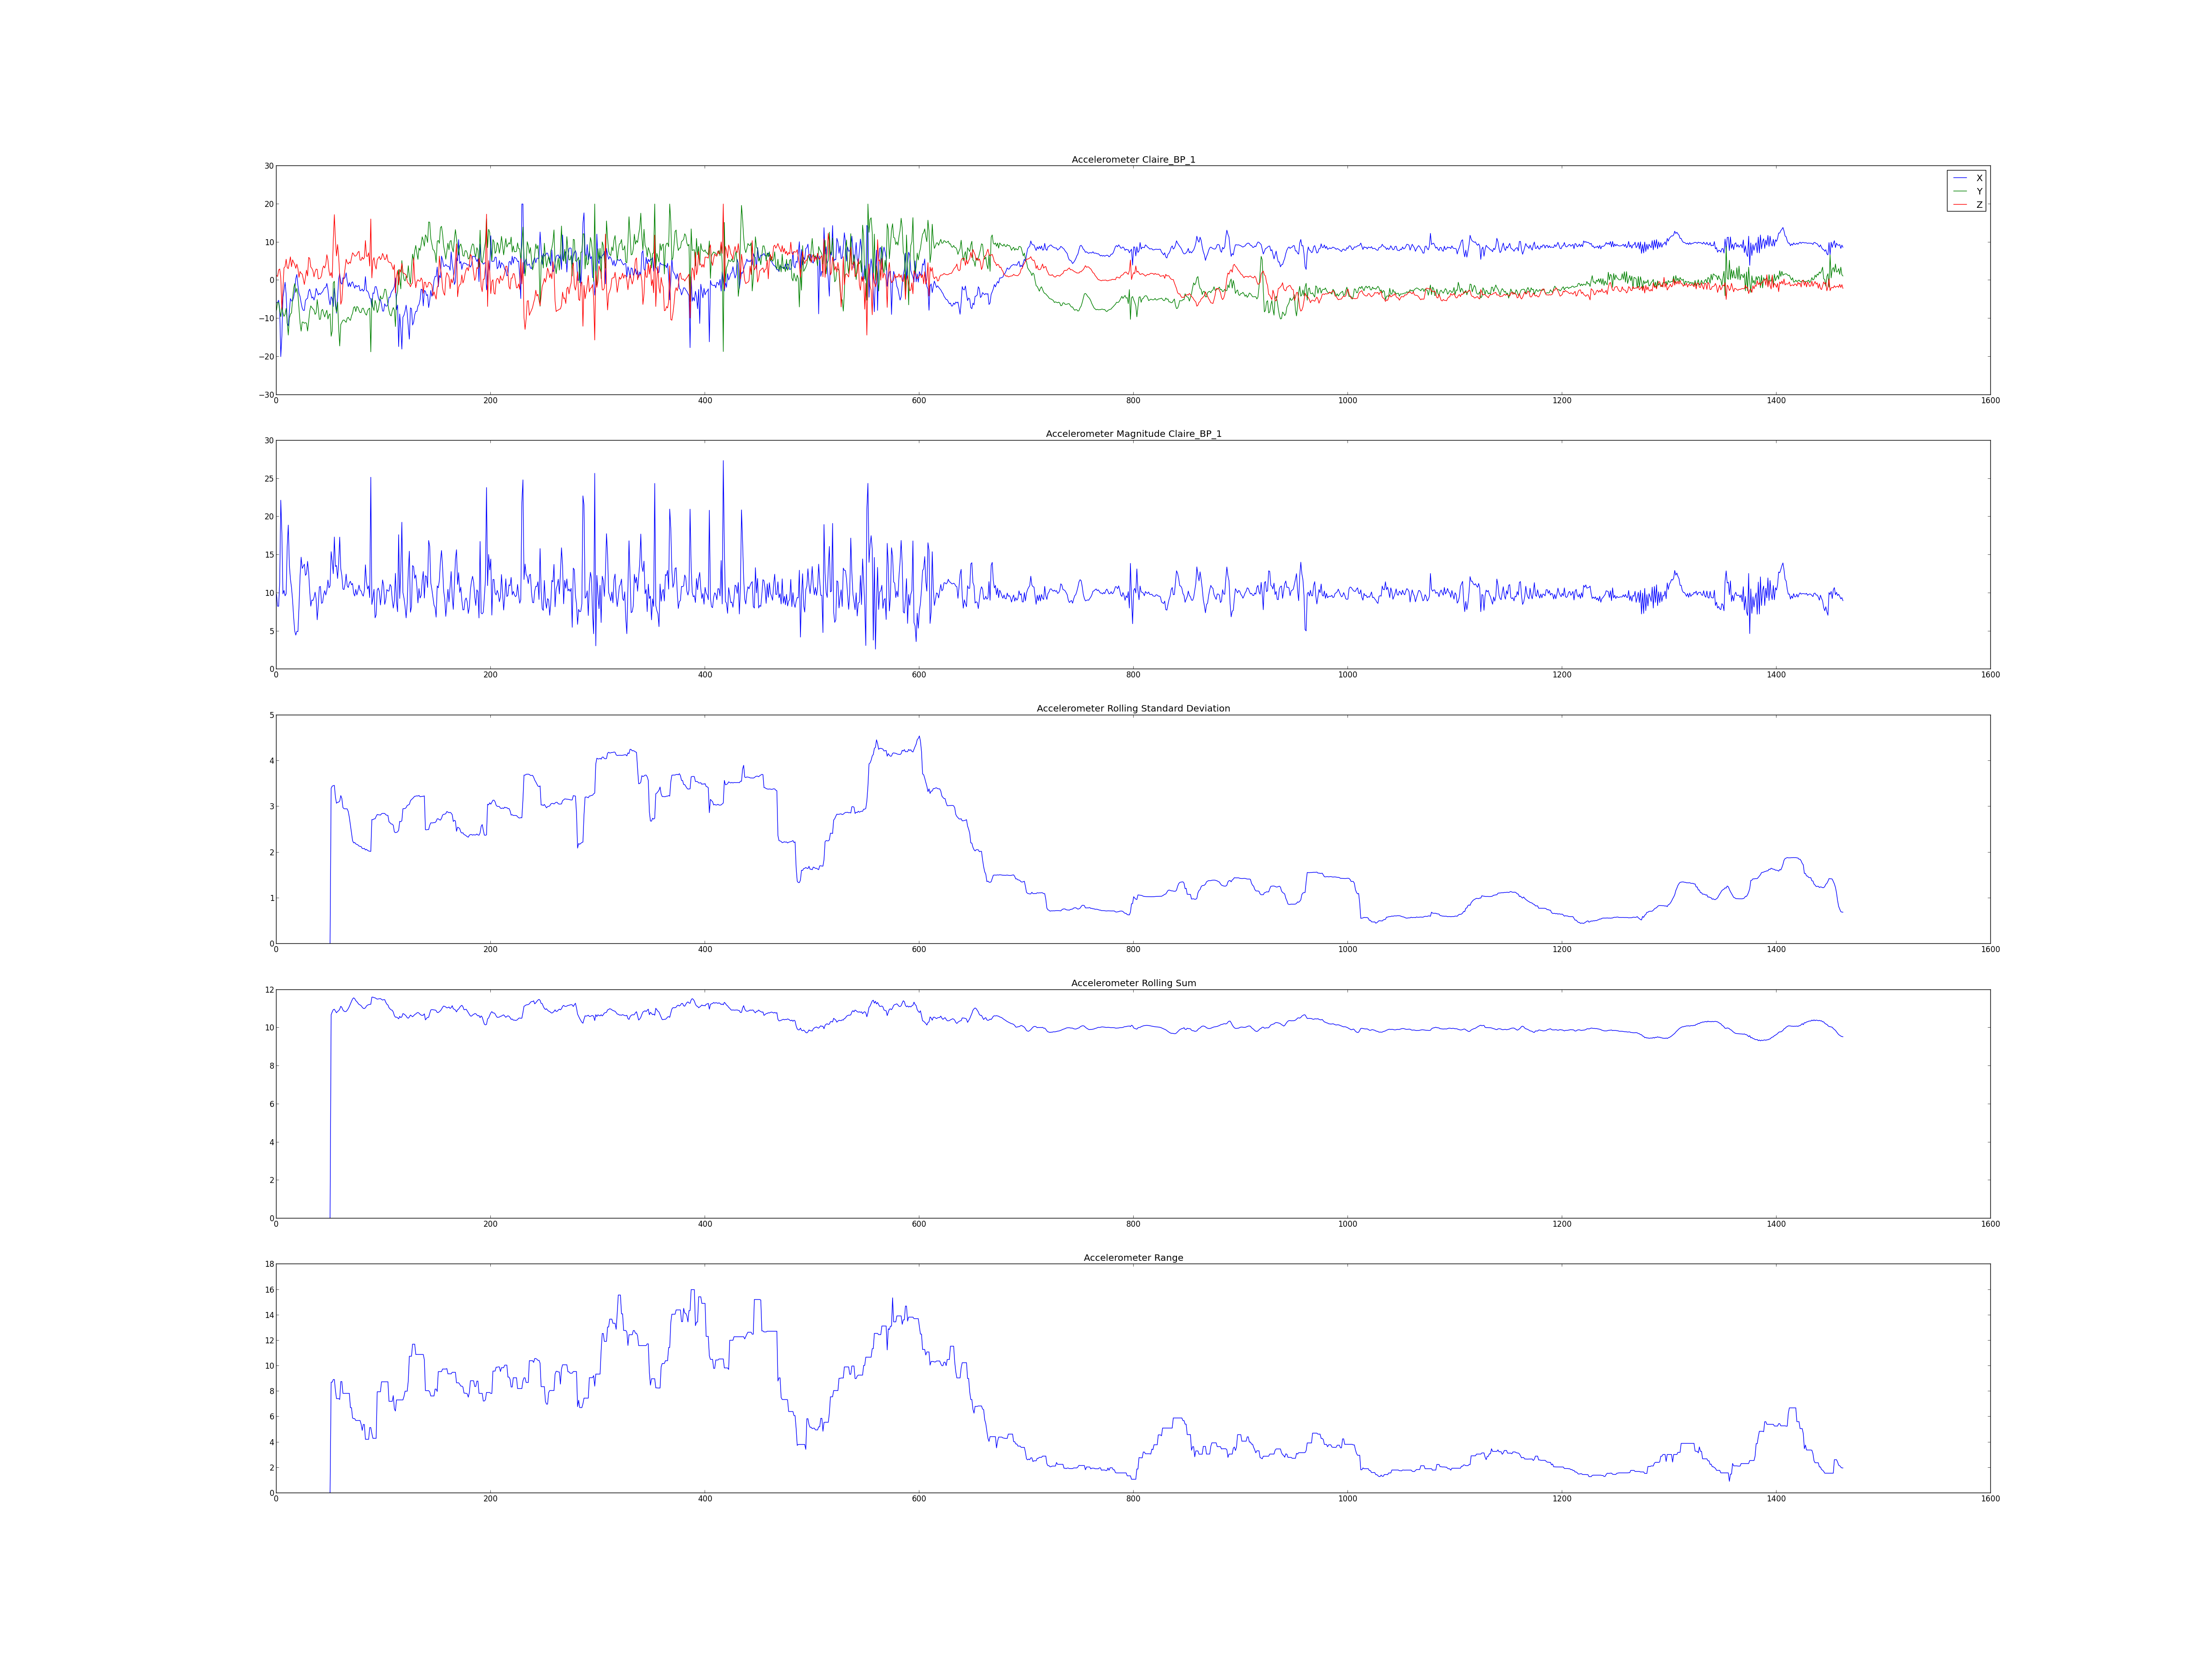 Accelerometer Claire_BP_1
30
20
10
0
−10
−20
−30
X
Y
Z
0 200 400 600 800 1000 1200 1400 1600
Accelerometer Magnitude Claire_BP_1
30
25
20
15
10
5
0
0 200 400 600 800 1000 1200 1400 1600
Accelerometer Rolling Standard Deviation
5
4
3
2
1
0
0 200 400 600 800 1000 1200 1400 1600
Accelerometer Rolling Sum
12
10
8
6
4
2
0
0 200 400 600 800 1000 1200 1400 1600
Accelerometer Range
18
16
14
12
10
8
6
4
2
0
0 200 400 600 800 1000 1200 1400 1600